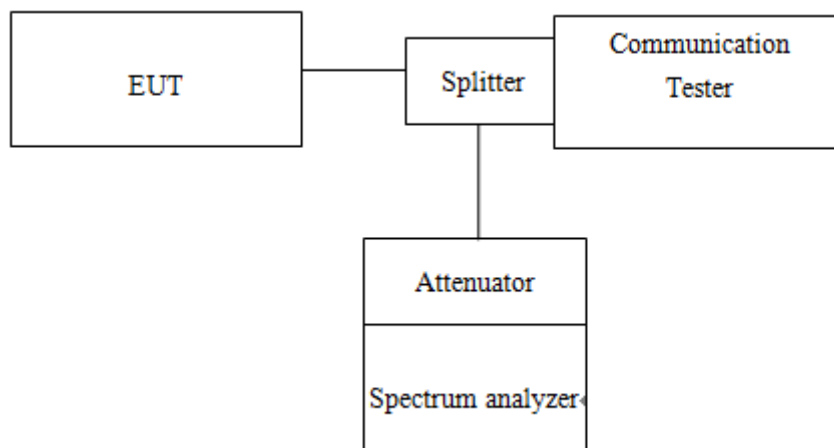 EUT
Splitter
Communication
Tester
Attenuator
Spectrum analyzer